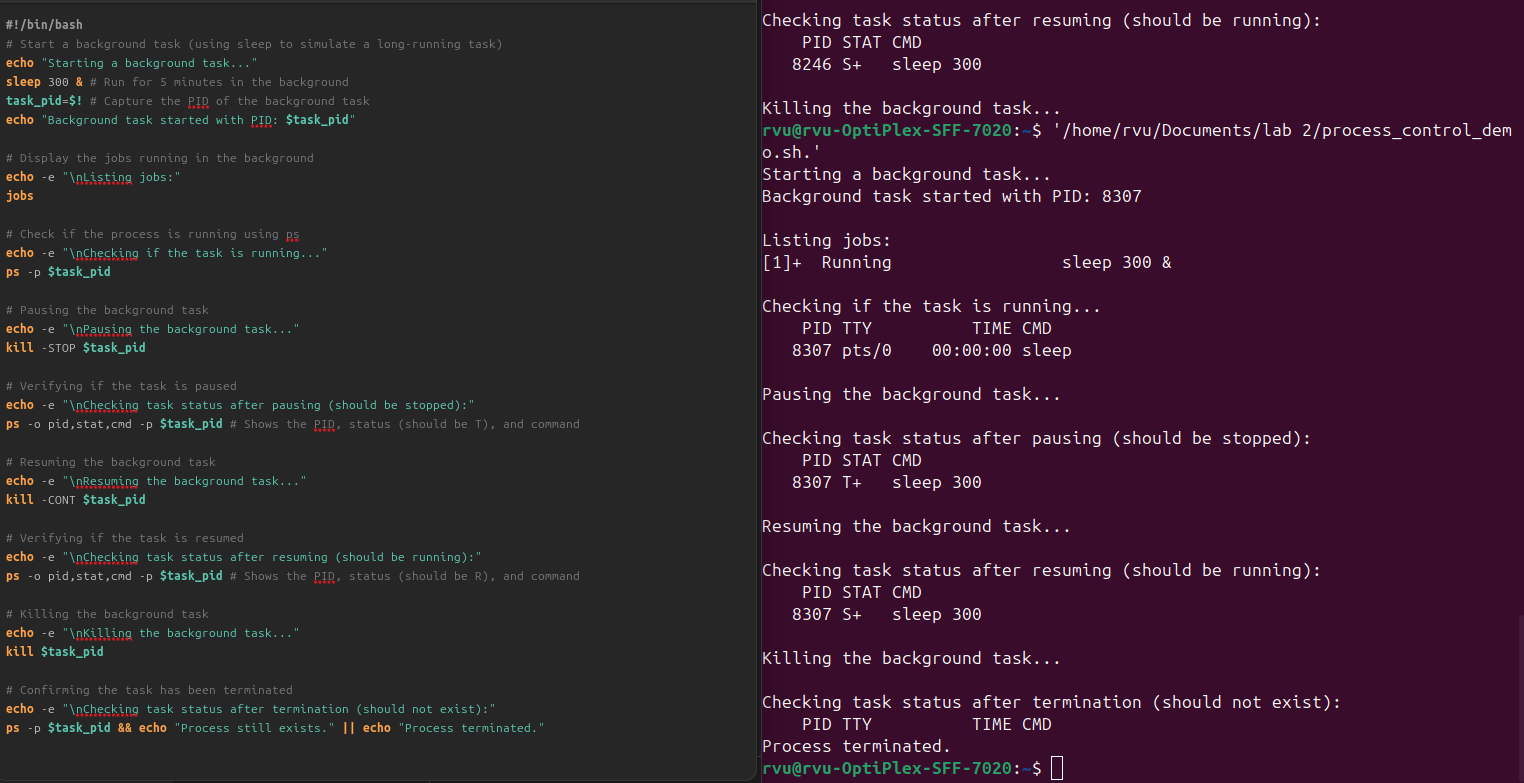 #!/bin/bash
# Start a background task (using sleep to simulate a long-running task)
echo "Starting a background task..."
sleep 300 & # Run for 5 minutes in the background
task_pid=$! # Capture the PID of the background task
echo "Background task started with PID: $task_pid"

# Display the jobs running in the background
echo -e "\nListing jobs:"
jobs

# Check if the process is running using ps
echo -e "\nChecking if the task is running..."
ps -p $task_pid

# Pausing the background task
echo -e "\nPausing the background task..."
kill -STOP $task_pid

# Verifying if the task is paused
echo -e "\nChecking task status after pausing (should be stopped):"
ps -o pid,stat,cmd -p $task_pid # Shows the PID, status (should be T), and command

# Resuming the background task
echo -e "\nResuming the background task..."
kill -CONT $task_pid

# Verifying if the task is resumed
echo -e "\nChecking task status after resuming (should be running):"
ps -o pid,stat,cmd -p $task_pid # Shows the PID, status (should be R), and command

# Killing the background task
echo -e "\nKilling the background task..."
kill $task_pid

# Confirming the task has been terminated
echo -e "\nChecking task status after termination (should not exist):"
ps -p $task_pid && echo "Process still exists." || echo "Process terminated."

Checking task status after resuming (should be running):
    PID STAT CMD
   8246 S+   sleep 300

Killing the background task...
rvu@rvu-OptiPlex-SFF-7020:~$ '/home/rvu/Documents/lab 2/process_control_dem
o.sh.'
Starting a background task...
Background task started with PID: 8307

Listing jobs:
[1]+  Running                 sleep 300 &

Checking if the task is running...
    PID TTY          TIME CMD
   8307 pts/0    00:00:00 sleep

Pausing the background task...

Checking task status after pausing (should be stopped):
    PID STAT CMD
   8307 T+   sleep 300

Resuming the background task...

Checking task status after resuming (should be running):
    PID STAT CMD
   8307 S+   sleep 300

Killing the background task...

Checking task status after termination (should not exist):
    PID TTY          TIME CMD
Process terminated.
rvu@rvu-OptiPlex-SFF-7020:~$